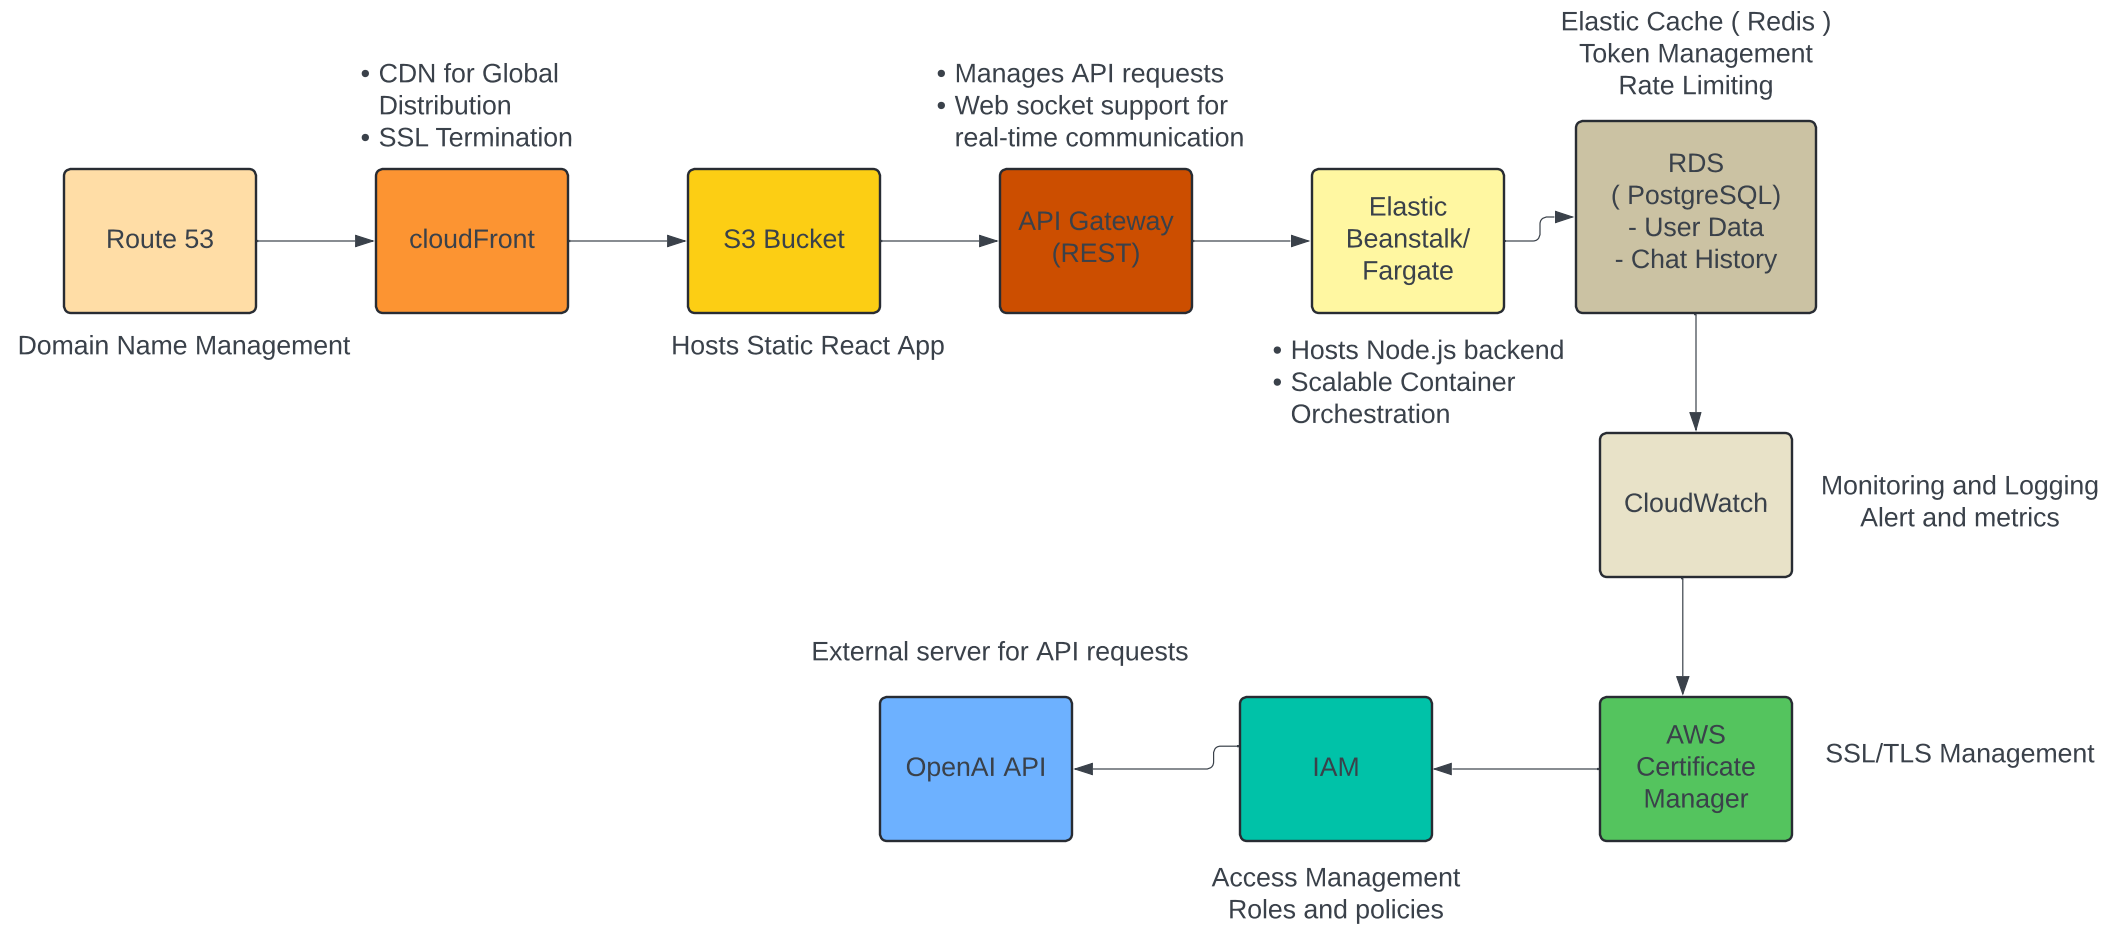 Elastic Cache ( Redis )
Token Management
Rate Limiting
• CDN for Global
Distribution
• SSL Termination
• Manages API requests
• Web socket support for
real-time communication
Route 53
cloudFront
S3 Bucket
API Gateway
(REST)
Elastic
Beanstalk/
Fargate
RDS
( PostgreSQL)
- User Data
- Chat History
Domain Name Management
Hosts Static React App
• Hosts Node.js backend
• Scalable Container
Orchestration
CloudWatch
Monitoring and Logging
Alert and metrics
External server for API requests
OpenAI API
IAM
AWS
Certificate
Manager
SSL/TLS Management
Access Management
Roles and policies